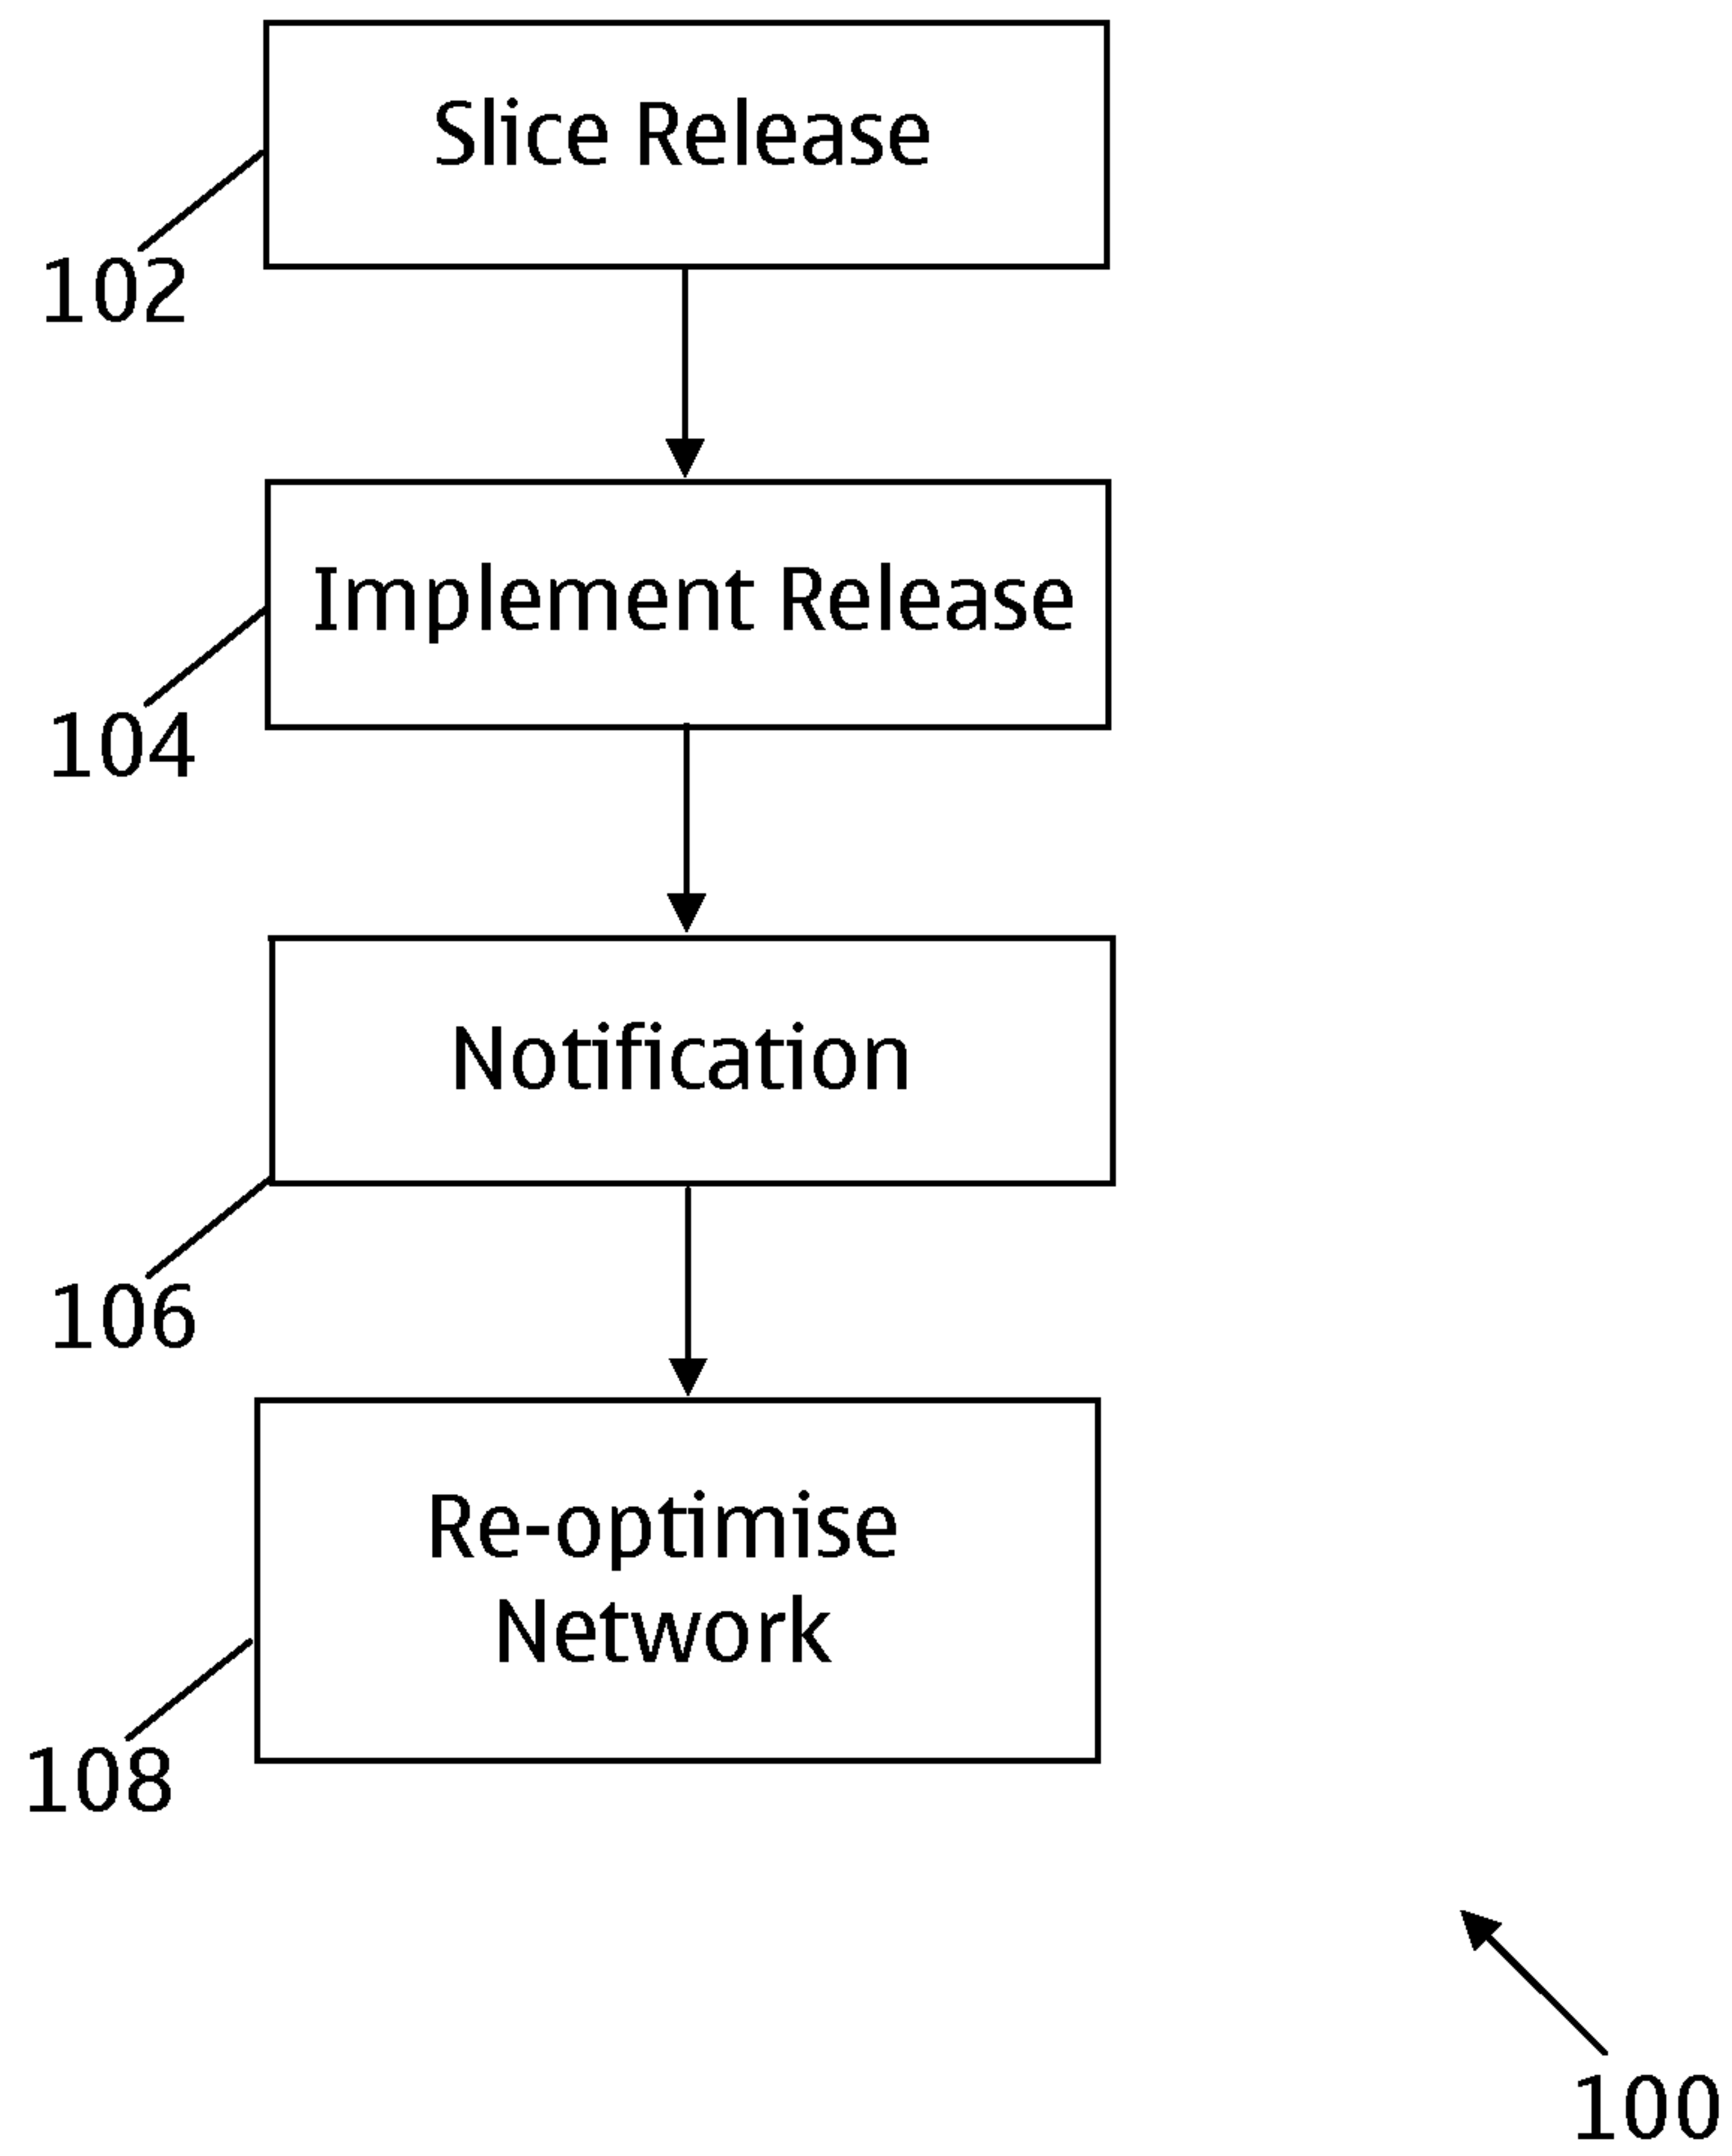 Slice Release
102
Implement Release
104
Notification
106
Re-optimise
Network
108
100